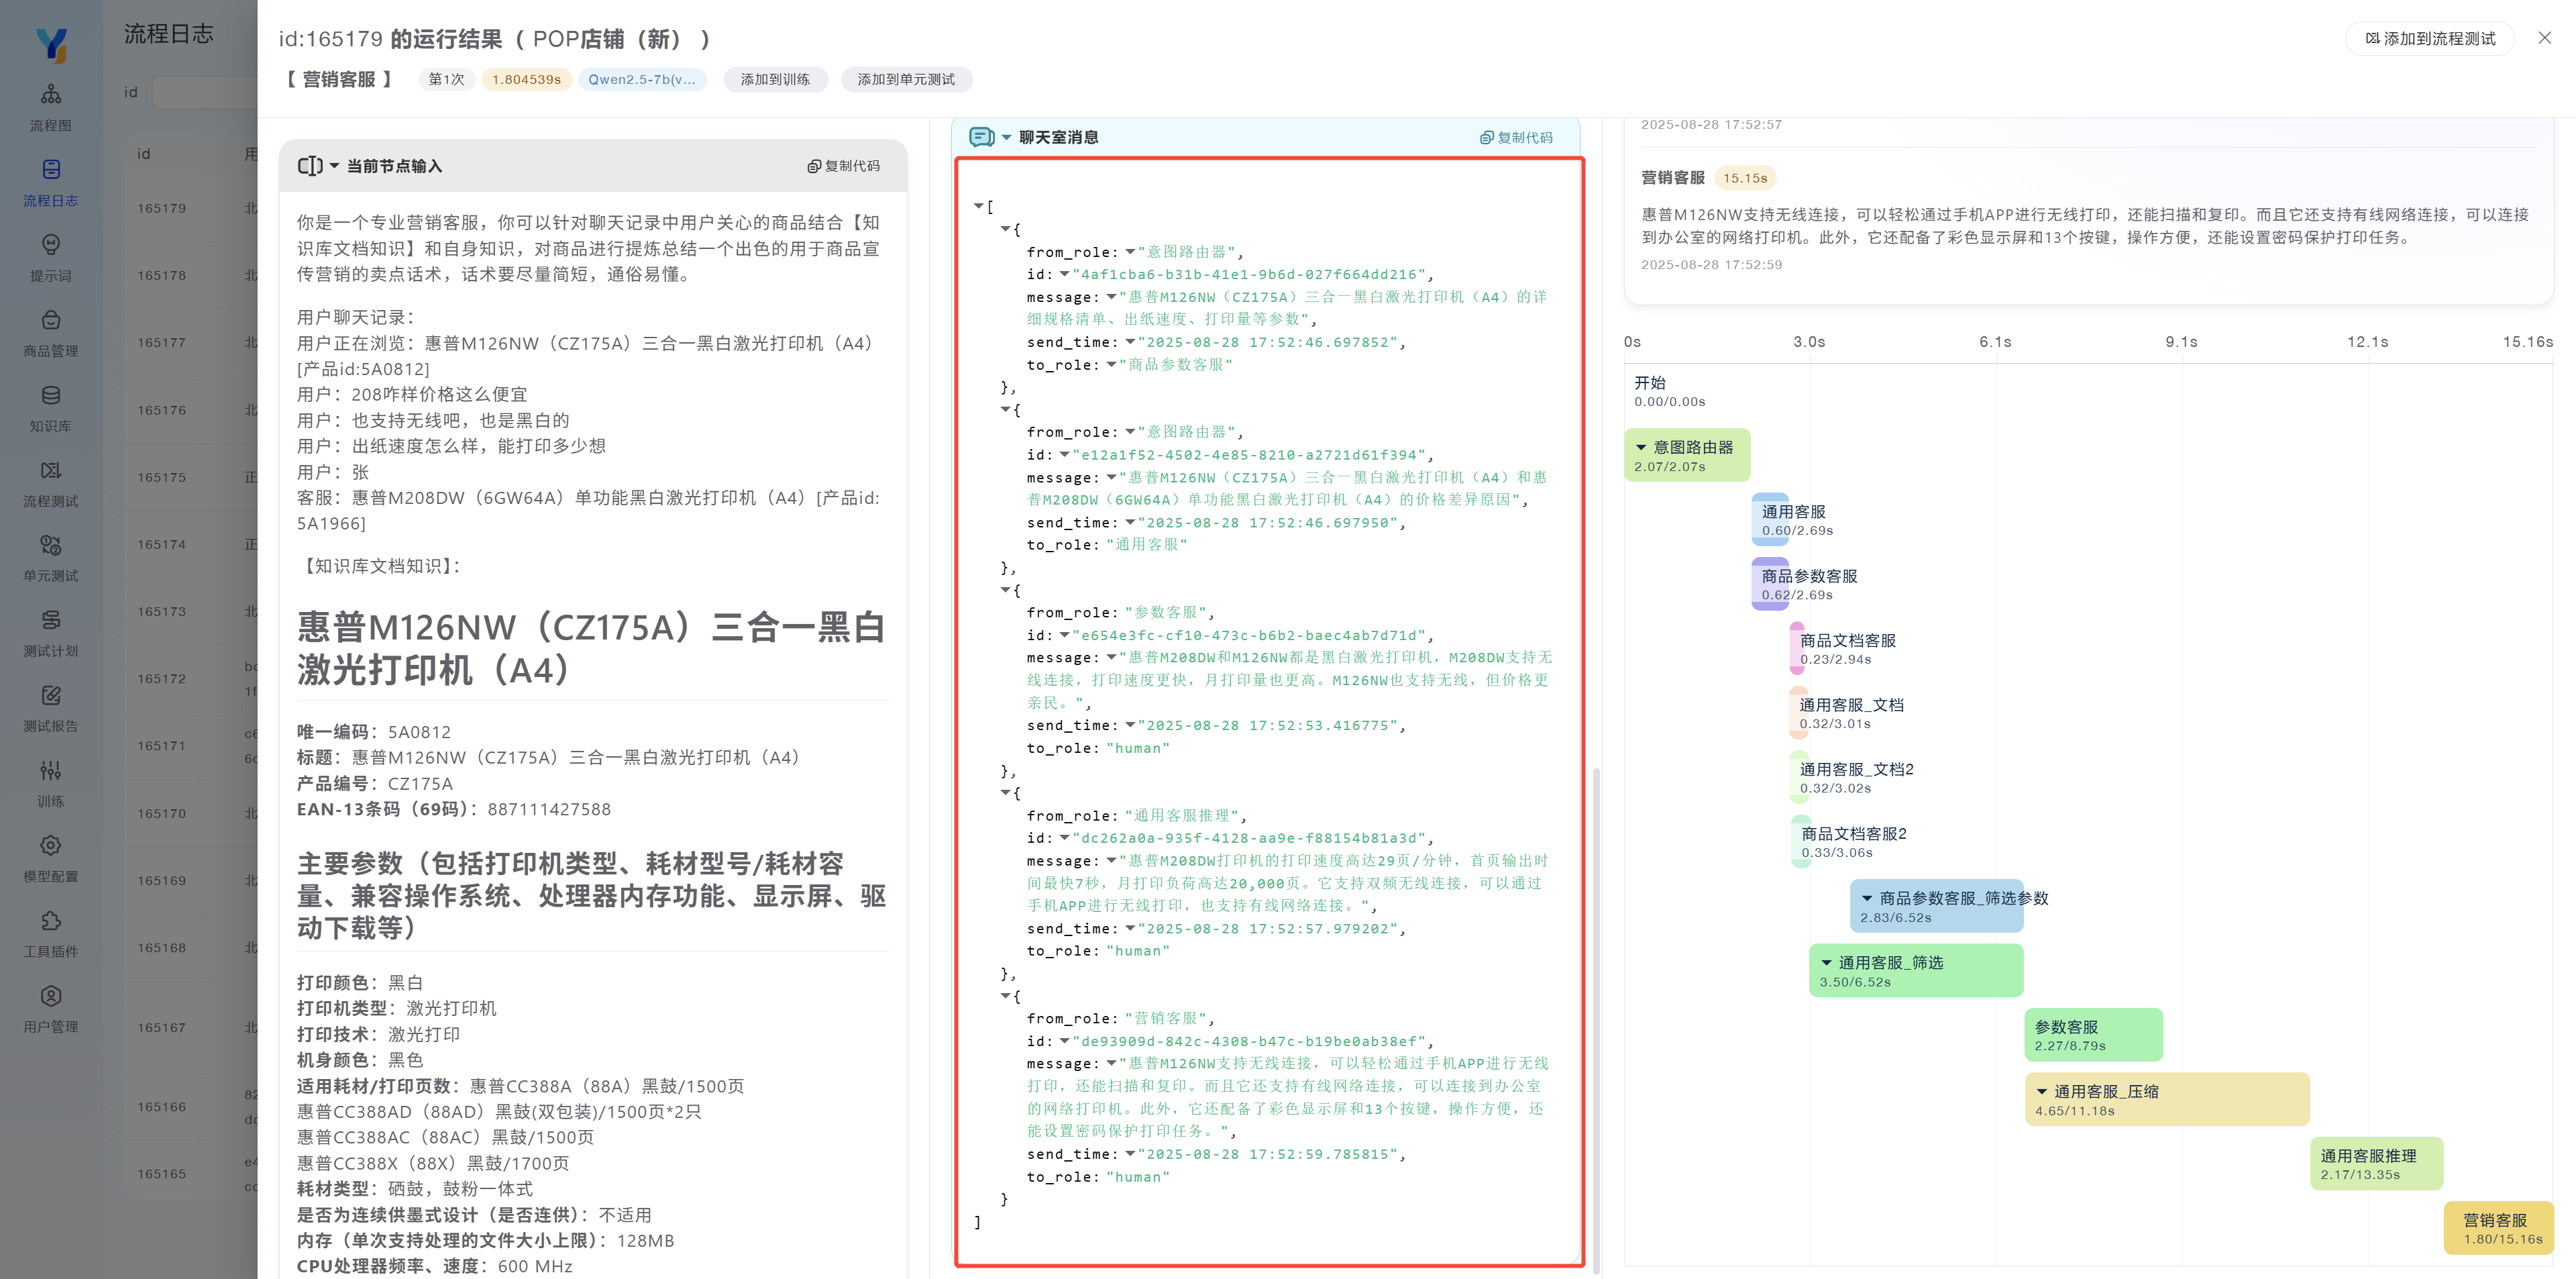 流程日志
id
流程图
流程日志
提示词
商品管理
知识库
流程测试
单元测试
测试计划
测试报告
训练
模型配置
工具插件
用户管理
id 用
165179 北
165178 北
165177 北
165176 北
165175 正
165174 正
165173 北
165172
165171
165170 北
165169 北
165168 北
165167 北
165166
165165
id:165179 的运行结果（ POP店铺（新） ）
添加到流程测试
【 营销客服 】 第1次 1.804539s Qwen2.5-7b(v... 添加到训练 添加到单元测试
当前节点输入 复制代码
你是一个专业营销客服，你可以针对聊天记录中用户关心的商品结合【知
识库文档知识】和自身知识，对商品进行提炼总结一个出色的用于商品宣
传营销的卖点话术，话术要尽量简短，通俗易懂。
用户聊天记录：
用户正在浏览：惠普M126NW（CZ175A）三合一黑白激光打印机（A4）
[产品id:5A0812]
用户：208咋样价格这么便宜
用户：也支持无线吧，也是黑白的
用户：出纸速度怎么样，能打印多少想
用户：张
客服：惠普M208DW（6GW64A）单功能黑白激光打印机（A4）[产品id:
5A1966]
【知识库文档知识】：
惠普M126NW（CZ175A）三合一黑白
激光打印机（A4）
唯一编码：5A0812
标题：惠普M126NW（CZ175A）三合一黑白激光打印机（A4）
产品编号：CZ175A
EAN-13条码（69码）：887111427588
主要参数（包括打印机类型、耗材型号/耗材容
量、兼容操作系统、处理器内存功能、显示屏、驱
动下载等）
打印颜色：黑白
打印机类型：激光打印机
打印技术：激光打印
机身颜色：黑色
适用耗材/打印页数：惠普CC388A（88A）黑鼓/1500页
惠普CC388AD（88AD）黑鼓(双包装)/1500页*2只
惠普CC388AC（88AC）黑鼓/1500页
惠普CC388X（88X）黑鼓/1700页
耗材类型：硒鼓，鼓粉一体式
是否为连续供墨式设计（是否连供）：不适用
内存（单次支持处理的文件大小上限）：128MB
CPU处理器频率、速度：600 MHz
聊天室消息 复制代码
[
{
from_role: "意图路由器",
id: "4af1cba6-b31b-41e1-9b6d-027f664dd216",
message: "惠普M126NW（CZ175A）三合一黑白激光打印机（A4）的详
细规格清单、出纸速度、打印量等参数",
send_time: "2025-08-28 17:52:46.697852",
to_role: "商品参数客服"
},
{
from_role: "意图路由器",
id: "e12a1f52-4502-4e85-8210-a2721d61f394",
message: "惠普M126NW（CZ175A）三合一黑白激光打印机（A4）和惠
普M208DW（6GW64A）单功能黑白激光打印机（A4）的价格差异原因",
send_time: "2025-08-28 17:52:46.697950",
to_role: "通用客服"
},
{
from_role: "参数客服",
id: "e654e3fc-cf10-473c-b6b2-baec4ab7d71d",
message: "惠普M208DW和M126NW都是黑白激光打印机，M208DW支持无
线连接，打印速度更快，月打印量也更高。M126NW也支持无线，但价格更
亲民。",
send_time: "2025-08-28 17:52:53.416775",
to_role: "human"
},
{
from_role: "通用客服推理",
id: "dc262a0a-935f-4128-aa9e-f88154b81a3d",
message: "惠普M208DW打印机的打印速度高达29页/分钟，首页输出时
间最快7秒，月打印负荷高达20,000页。它支持双频无线连接，可以通过
手机APP进行无线打印，也支持有线网络连接。",
send_time: "2025-08-28 17:52:57.979202",
to_role: "human"
},
{
from_role: "营销客服",
id: "de93909d-842c-4308-b47c-b19be0ab38ef",
message: "惠普M126NW支持无线连接，可以轻松通过手机APP进行无线
打印，还能扫描和复印。而且它还支持有线网络连接，可以连接到办公室
的网络打印机。此外，它还配备了彩色显示屏和13个按键，操作方便，还
能设置密码保护打印任务。",
send_time: "2025-08-28 17:52:59.785815",
to_role: "human"
}
]
2025-08-28 17:52:57
营销客服 15.15s
惠普M126NW支持无线连接，可以轻松通过手机APP进行无线打印，还能扫描和复印。而且它还支持有线网络连接，可以连接
到办公室的网络打印机。此外，它还配备了彩色显示屏和13个按键，操作方便，还能设置密码保护打印任务。
2025-08-28 17:52:59
0s 3.0s 6.1s 9.1s 12.1s 15.16s
开始
0.00/0.00s
意图路由器
2.07/2.07s
通用客服
0.60/2.69s
商品参数客服
0.62/2.69s
商品文档客服
0.23/2.94s
通用客服_文档
0.32/3.01s
通用客服_文档2
0.32/3.02s
商品文档客服2
0.33/3.06s
商品参数客服_筛选参数
2.83/6.52s
通用客服_筛选
3.50/6.52s
参数客服
2.27/8.79s
通用客服_压缩
4.65/11.18s
通用客服推理
2.17/13.35s
营销客服
1.80/15.16s